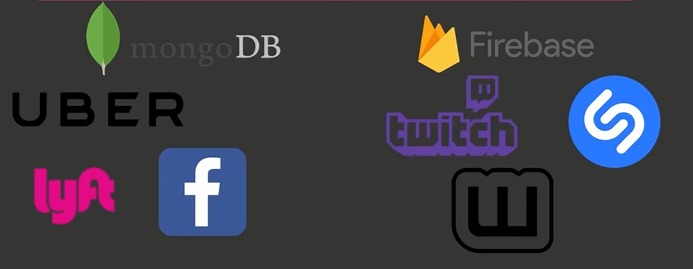 mongoDB
Firebase
UBER
twitch
lyft
f
W